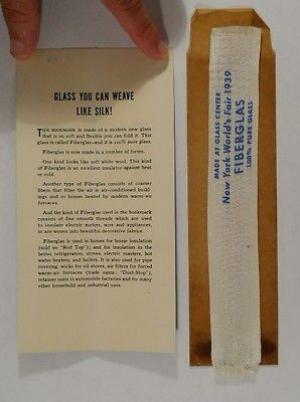 GLASS YOU CAN WEAVE
LIKE SILK!
THIS BOOKMARK is made of a modern new glass
that is so soft and flexible you can fold it. This
glass is called Fiberglas—and it is 100% pure glass.
Fiberglas is now made in a number of forms.
One kind looks like soft white wool. This kind
of Fiberglas is an excellent insulator against heat
or cold.
Another type of Fiberglas consists of coarser
fibers that filter the air in air-conditioned build-
ings and in homes heated by modern warm-air
furnaces.
And the kind of Fiberglas used in the bookmark
consists of fine smooth threads which are used
to insulate electric motors, wire and appliances,
or are woven into beautiful decorative fabrics.
Fiberglas is used in homes for house insulation
(sold as "Red Top"); and for insulation in the
better refrigerators, stoves, electric roasters, hot
water heaters, and boilers. It is also used for pipe
covering, wicks for oil stoves, air filters for forced
warm-air furnaces (trade name: "Dust-Stop"),
retainer mats in automobile batteries and for many
other household and industrial uses.
MADE AT GLASS CENTER
New York World's Fair 1939
FIBERGLAS
100% PURE GLASS